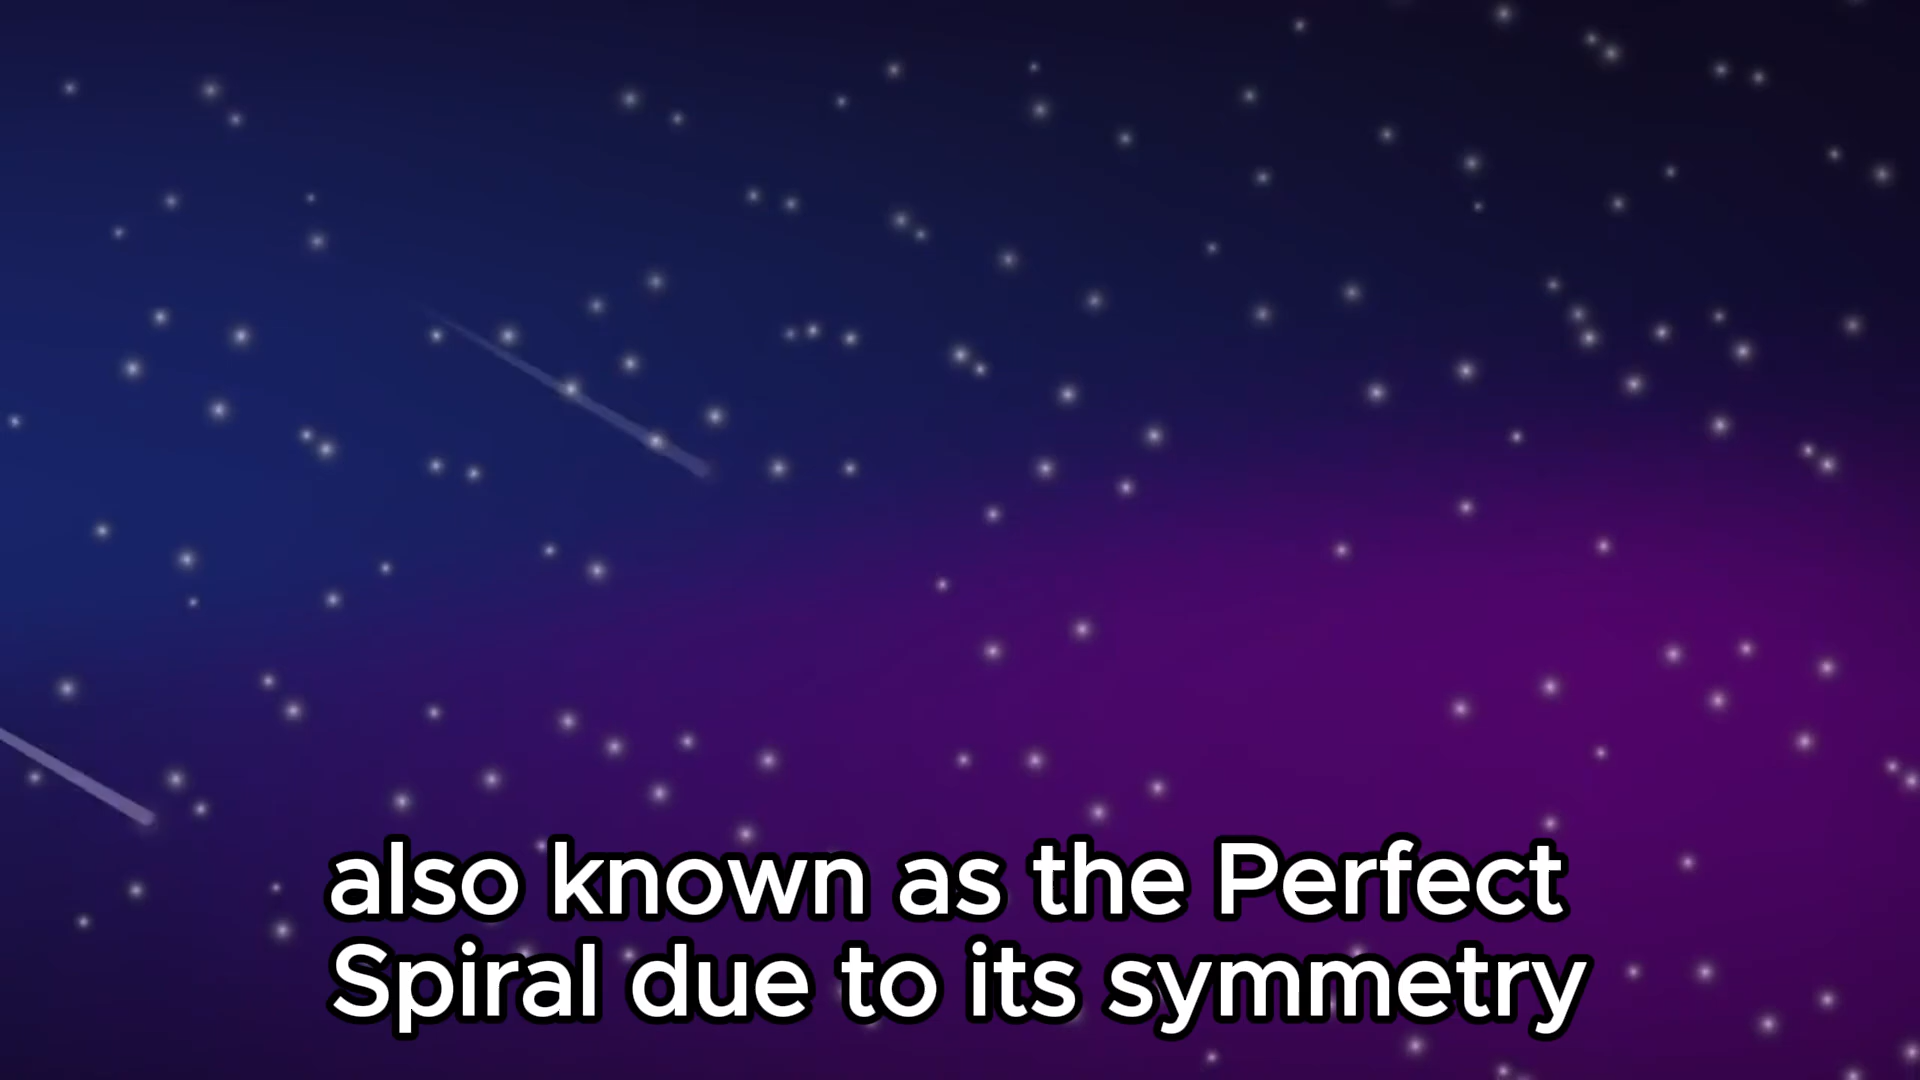 also known as the Perfect
Spiral due to its symmetry